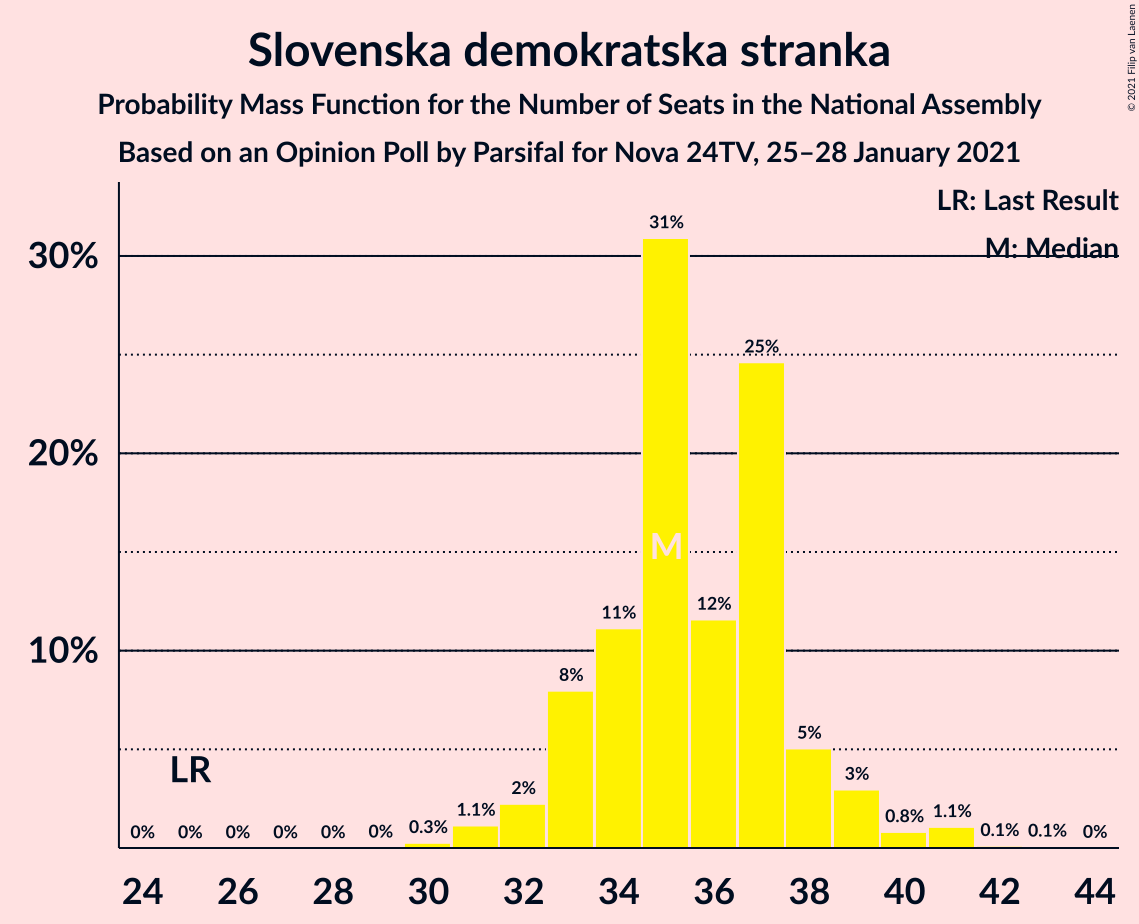 Slovenska demokratska stranka
Probability Mass Function for the Number of Seats in the National Assembly
Based on an Opinion Poll by Parsifal for Nova 24TV, 25–28 January 2021
© 2021 Filip van Laenen
LR: Last Result
M: Median
30%
20%
10%
31%
25%
M
12%
11%
8%
5%
LR
3%
2%
1.1%
0.3%
0.8%
1.1%
0% 0% 0% 0% 0% 0% 0.1% 0.1% 0%
24 26 28 30 32 34 36 38 40 42 44